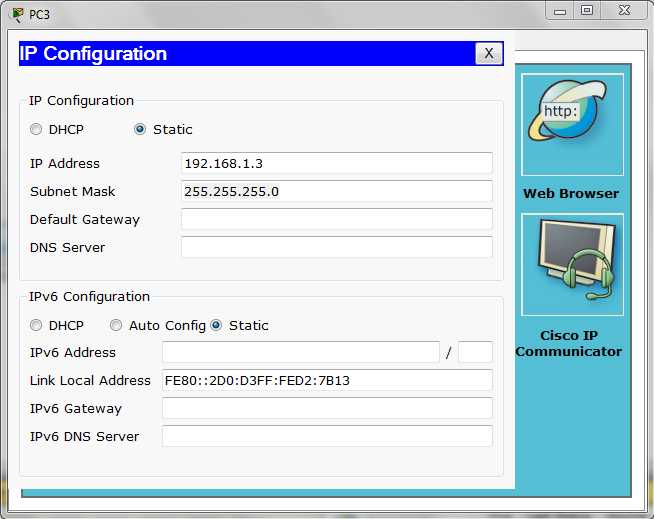 PC3
IP Configuration
X
http:
Web Browser
Cisco IP
Communicator
IP Configuration
DHCP
Static
IP Address 192.168.1.3
Subnet Mask 255.255.255.0
Default Gateway
DNS Server
IPv6 Configuration
DHCP Auto Config Static
IPv6 Address /
Link Local Address FE80::2D0:D3FF:FED2:7B13
IPv6 Gateway
IPv6 DNS Server